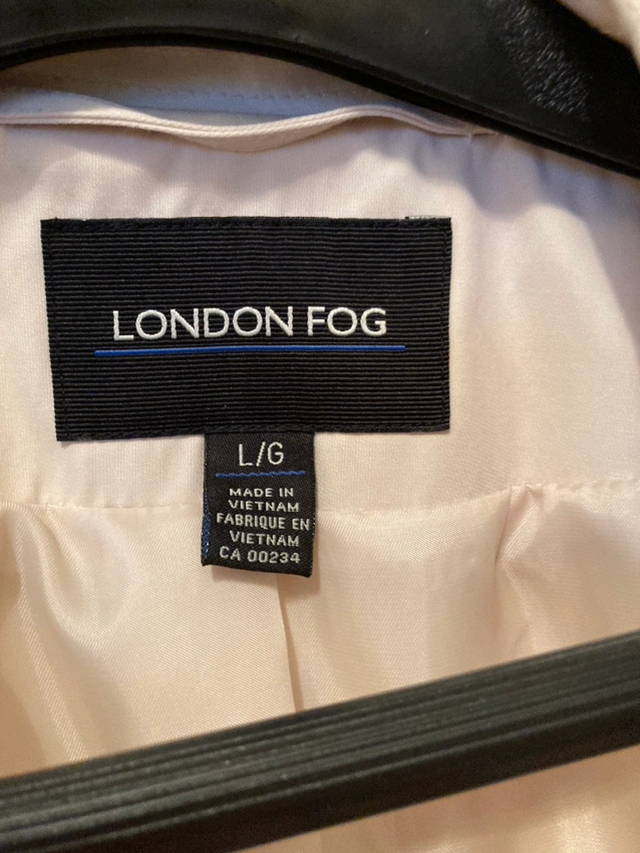 LONDON FOG
L/G
MADE IN
VIETNAM
FABRIQUE EN
VIETNAM
CA 00234